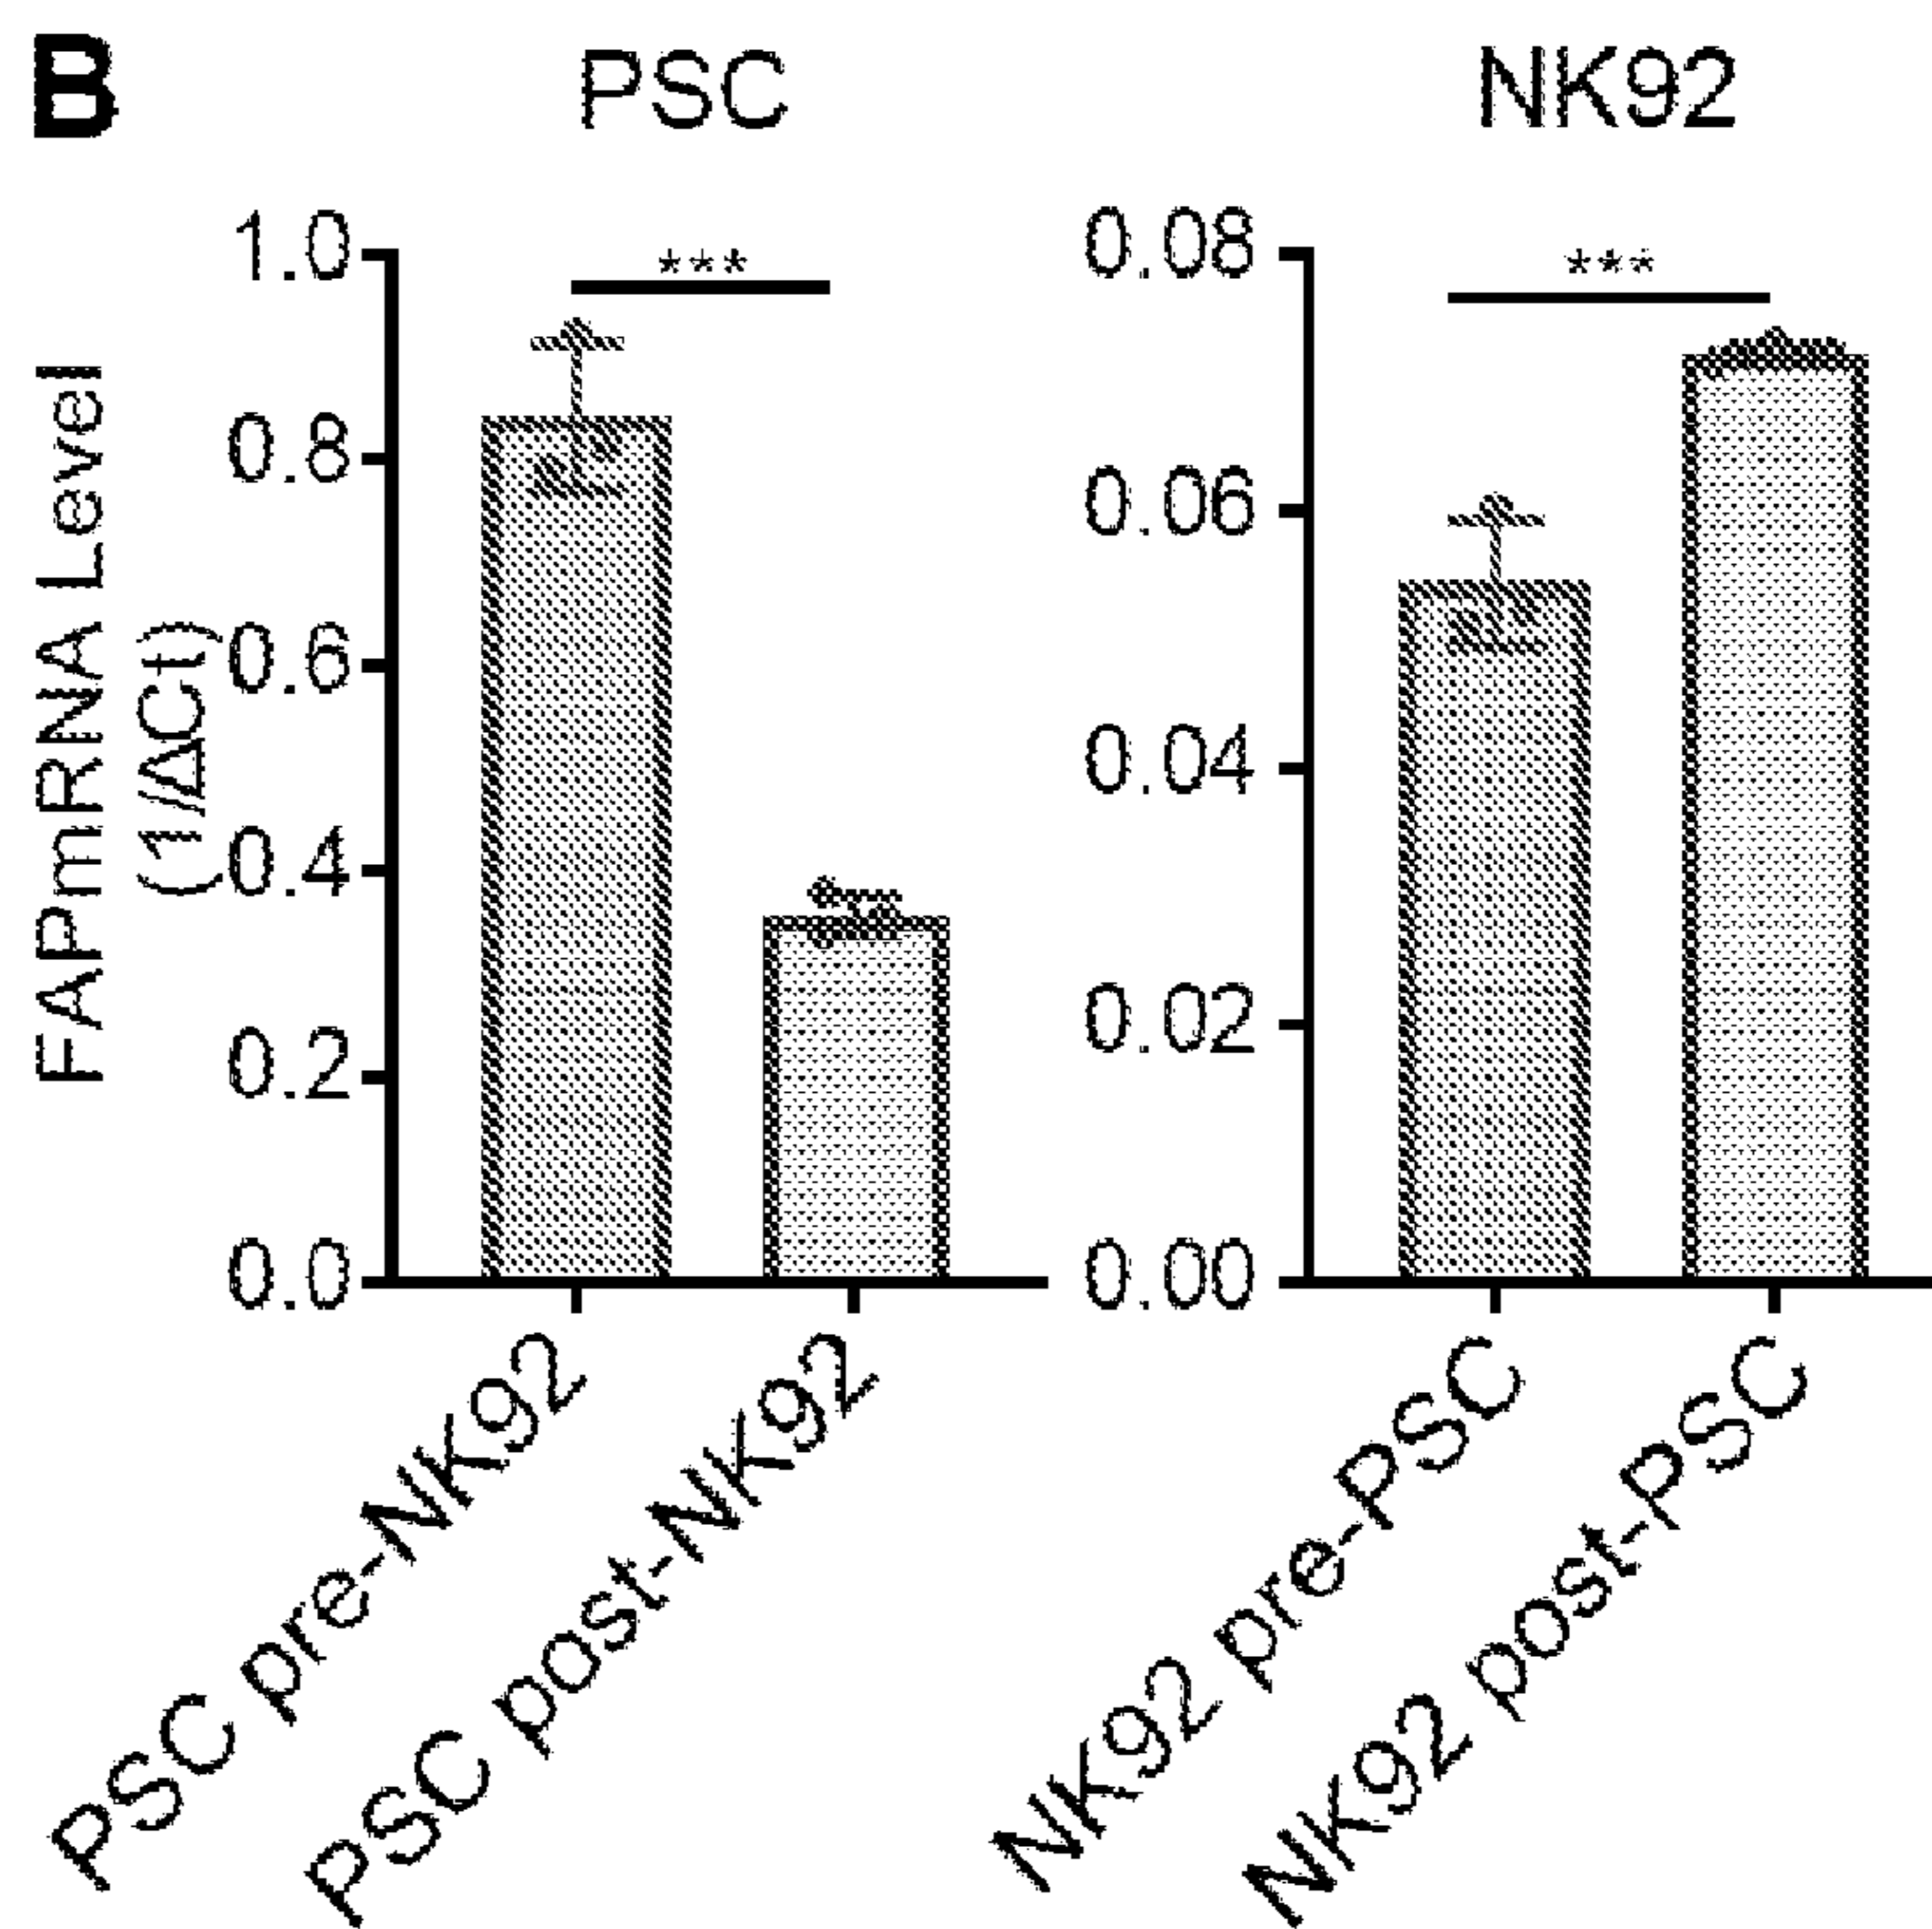 B
PSC
NK92
FAPmRNA Level
(1/ΔCt)
1.0
0.8
0.6
0.4
0.2
0.0
***
PSC pre-NK92
PSC post-NK92
0.08
0.06
0.04
0.02
0.00
***
NK92 pre-PSC
NK92 post-PSC